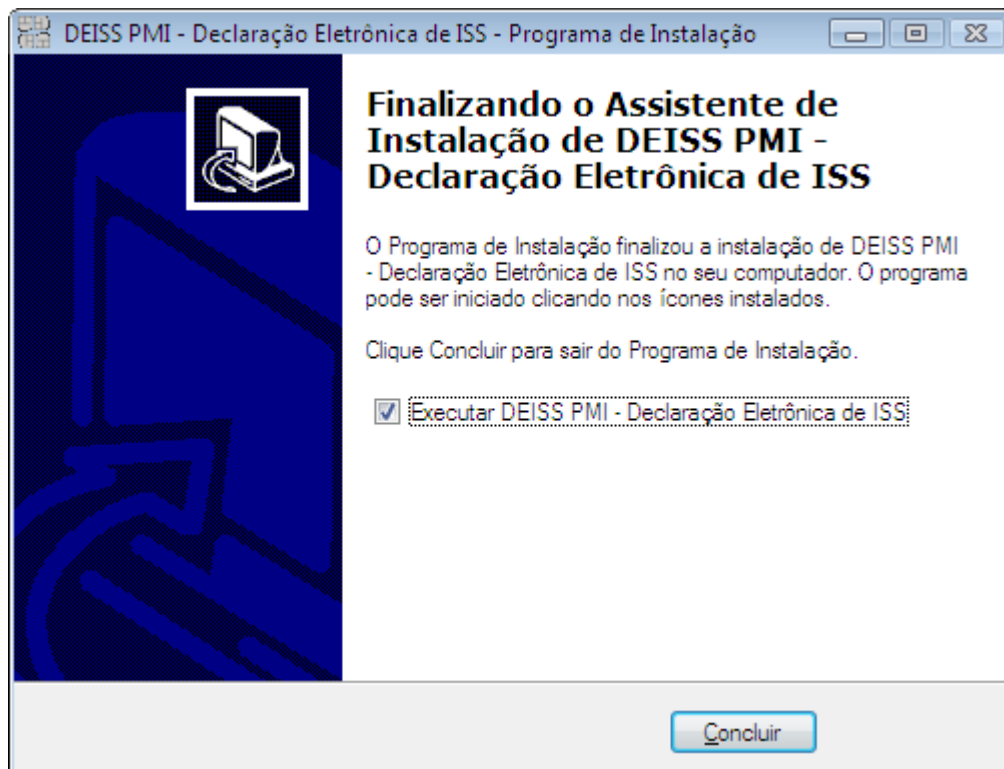 DEISS PMI - Declaração Eletrônica de ISS - Programa de Instalação
Finalizando o Assistente de
Instalação de DEISS PMI -
Declaração Eletrônica de ISS
O Programa de Instalação finalizou a instalação de DEISS PMI
- Declaração Eletrônica de ISS no seu computador. O programa
pode ser iniciado clicando nos ícones instalados.
Clique Concluir para sair do Programa de Instalação.
Executar DEISS PMI - Declaração Eletrônica de ISS
Concluir